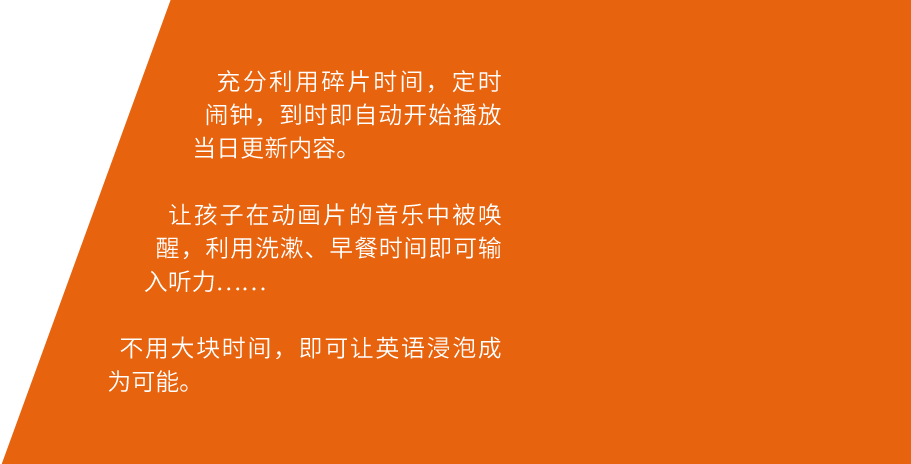 充分利用碎片时间，定时
闹钟，到时即自动开始播放
当日更新内容。
让孩子在动画片的音乐中被唤
醒，利用洗漱、早餐时间即可输
入听力……
不用大块时间，即可让英语浸泡成
为可能。